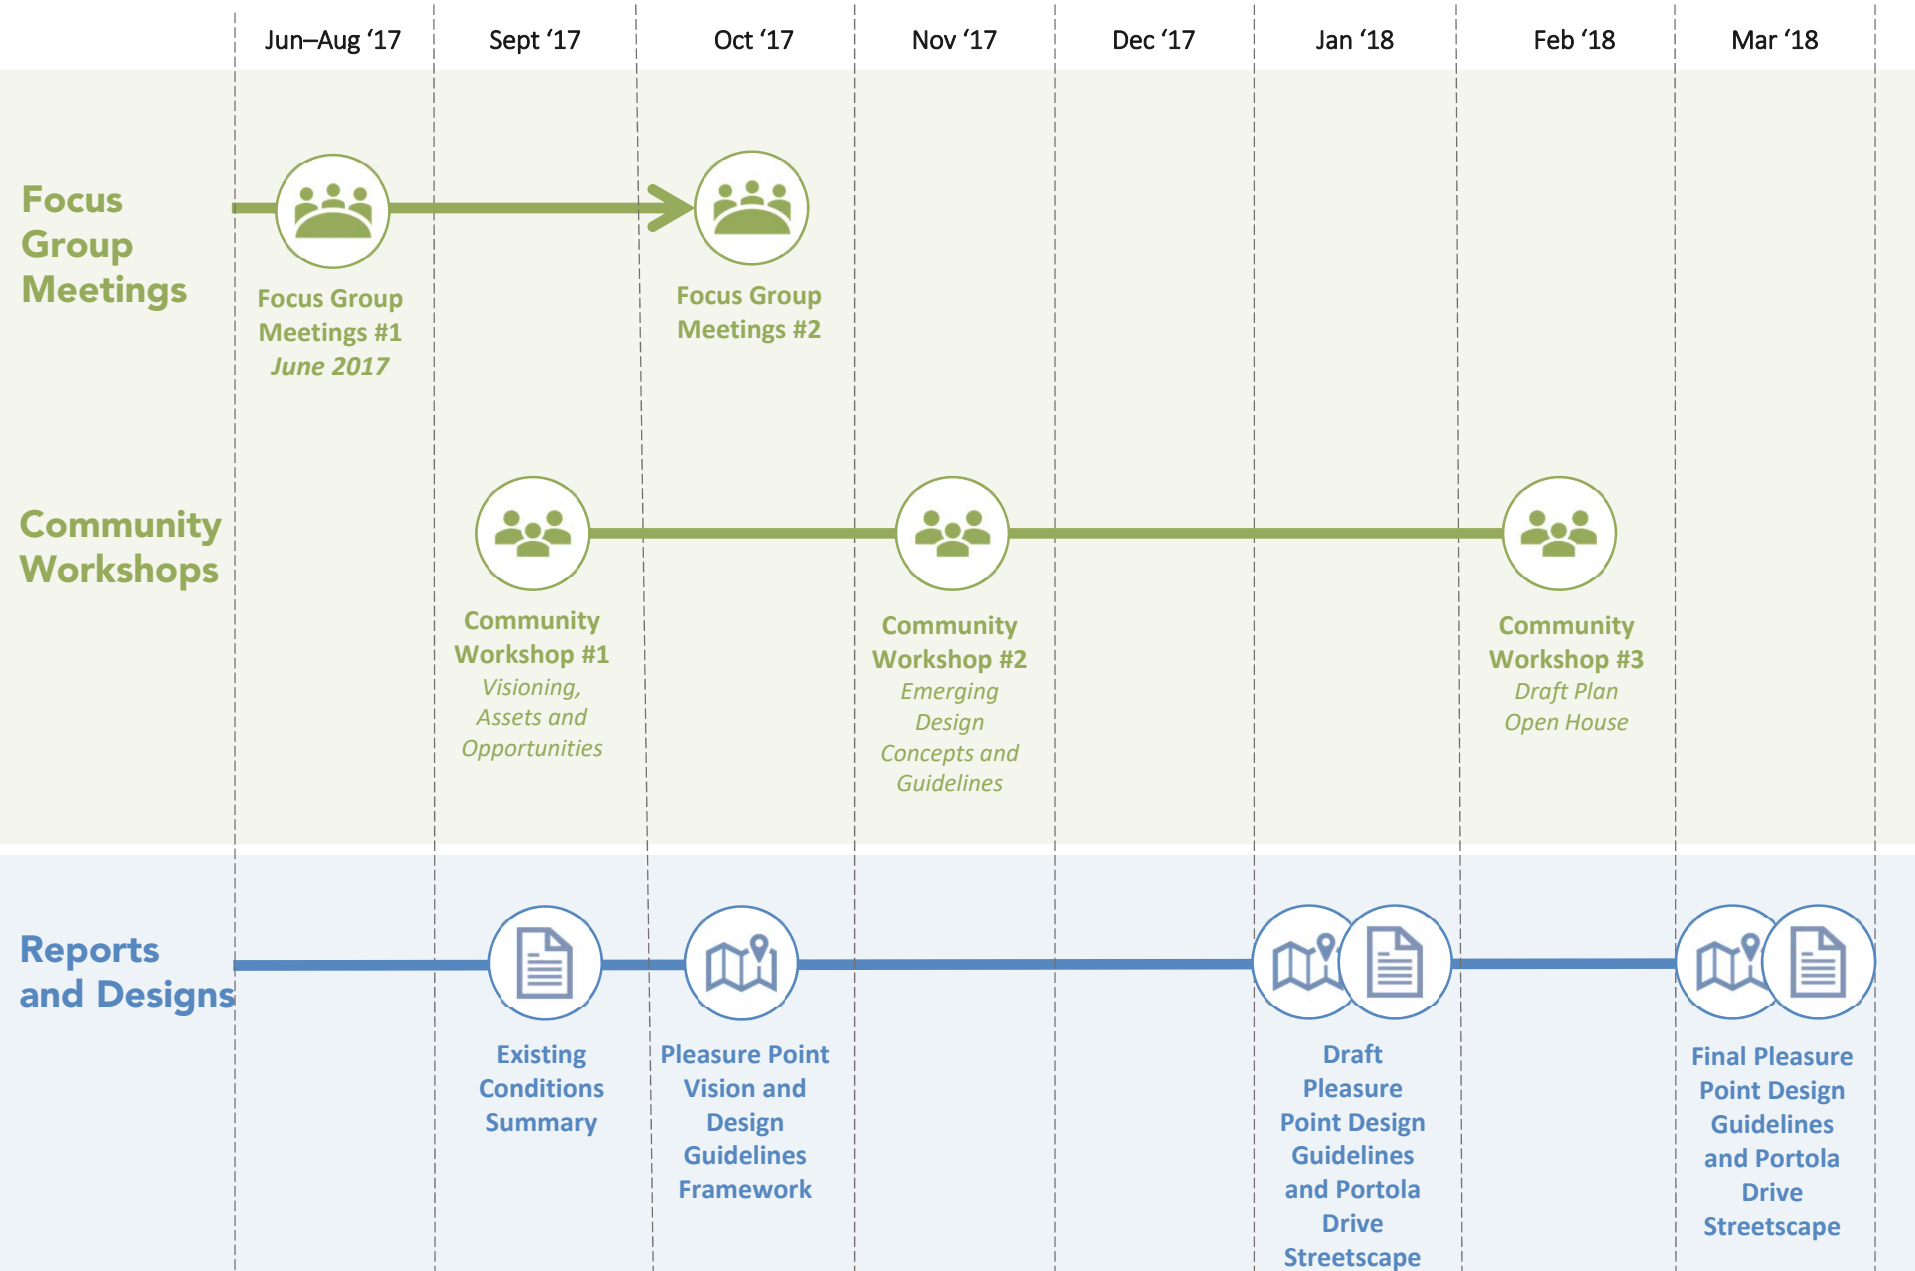 Jun–Aug ‘17
Sept ‘17
Oct ‘17
Nov ‘17
Dec ‘17
Jan ‘18
Feb ‘18
Mar ‘18
Focus
Group
Meetings
Focus Group
Meetings #1
June 2017
Focus Group
Meetings #2
Community
Workshops
Community
Workshop #1
Visioning,
Assets and
Opportunities
Community
Workshop #2
Emerging
Design
Concepts and
Guidelines
Community
Workshop #3
Draft Plan
Open House
Reports
and Designs
Existing
Conditions
Summary
Pleasure Point
Vision and
Design
Guidelines
Framework
Draft
Pleasure
Point Design
Guidelines
and Portola
Drive
Streetscape
Final Pleasure
Point Design
Guidelines
and Portola
Drive
Streetscape